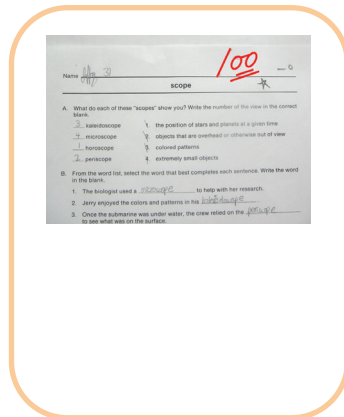 100
Name
scope
A. What do each of these "scopes" show you? Write the number of the view in the correct
blank.
3 kaleidoscope 1. the position of stars and planets at a given time
4 microscope 2. objects that are overhead or otherwise out of view
1 horoscope 3. colored patterns
2 periscope 4. extremely small objects
B. From the word list, select the word that best completes each sentence. Write the word
in the blank.
1. The biologist used a to help with her research.
2. Jerry enjoyed the colors and patterns in his
3. Once the submarine was under water, the crew relied on the
to see what was on the surface.